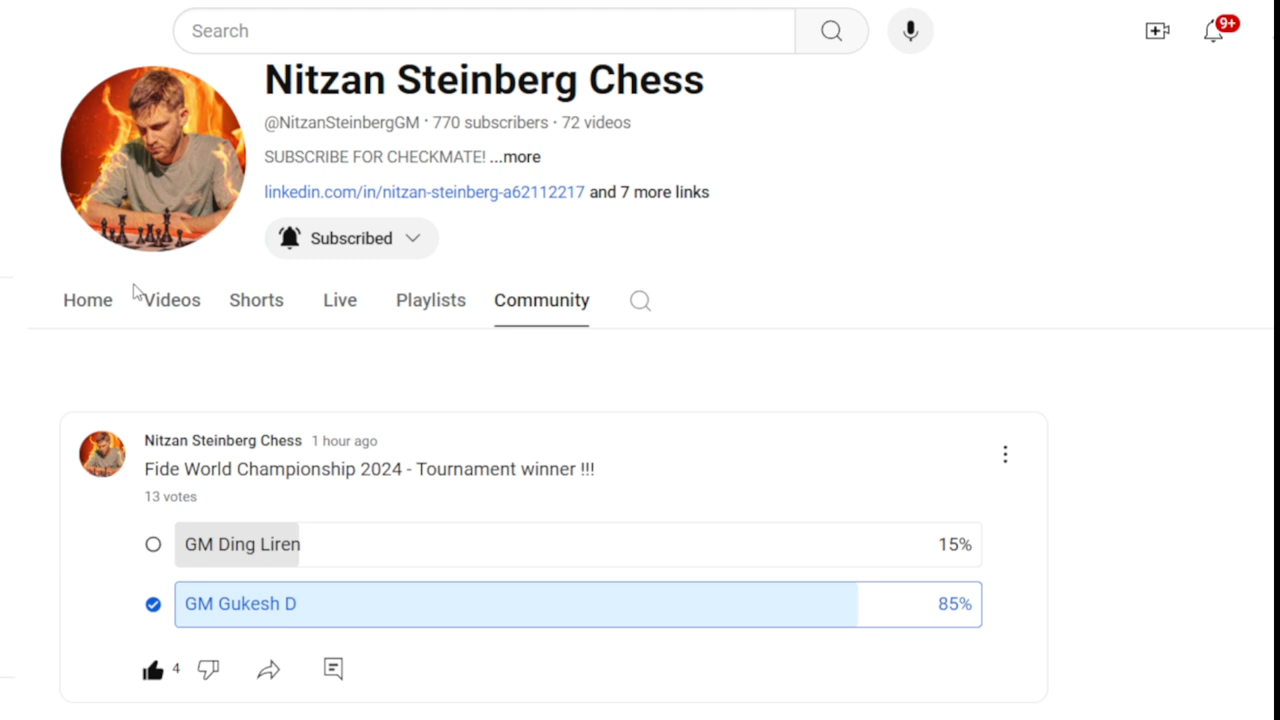 Search
9+
Nitzan Steinberg Chess
@NitzanSteinbergGM · 770 subscribers · 72 videos
SUBSCRIBE FOR CHECKMATE! ...more
linkedin.com/in/nitzan-steinberg-a62112217 and 7 more links
Subscribed
Home Videos Shorts Live Playlists Community
Nitzan Steinberg Chess 1 hour ago
Fide World Championship 2024 - Tournament winner !!!
13 votes
GM Ding Liren 15%
GM Gukesh D 85%
4